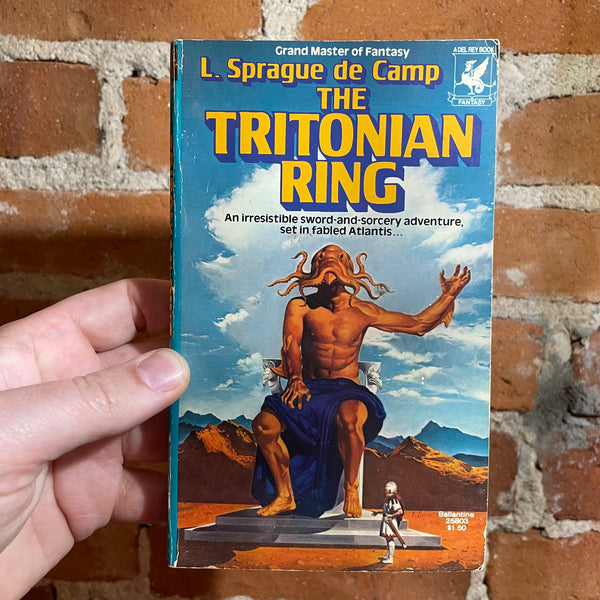 Grand Master of Fantasy
A DEL REY BOOK
L. Sprague de Camp
FANTASY
THE
TRITONIAN
RING
An irresistible sword-and-sorcery adventure,
set in fabled Atlantis...
Ballantine
25803
$1.50